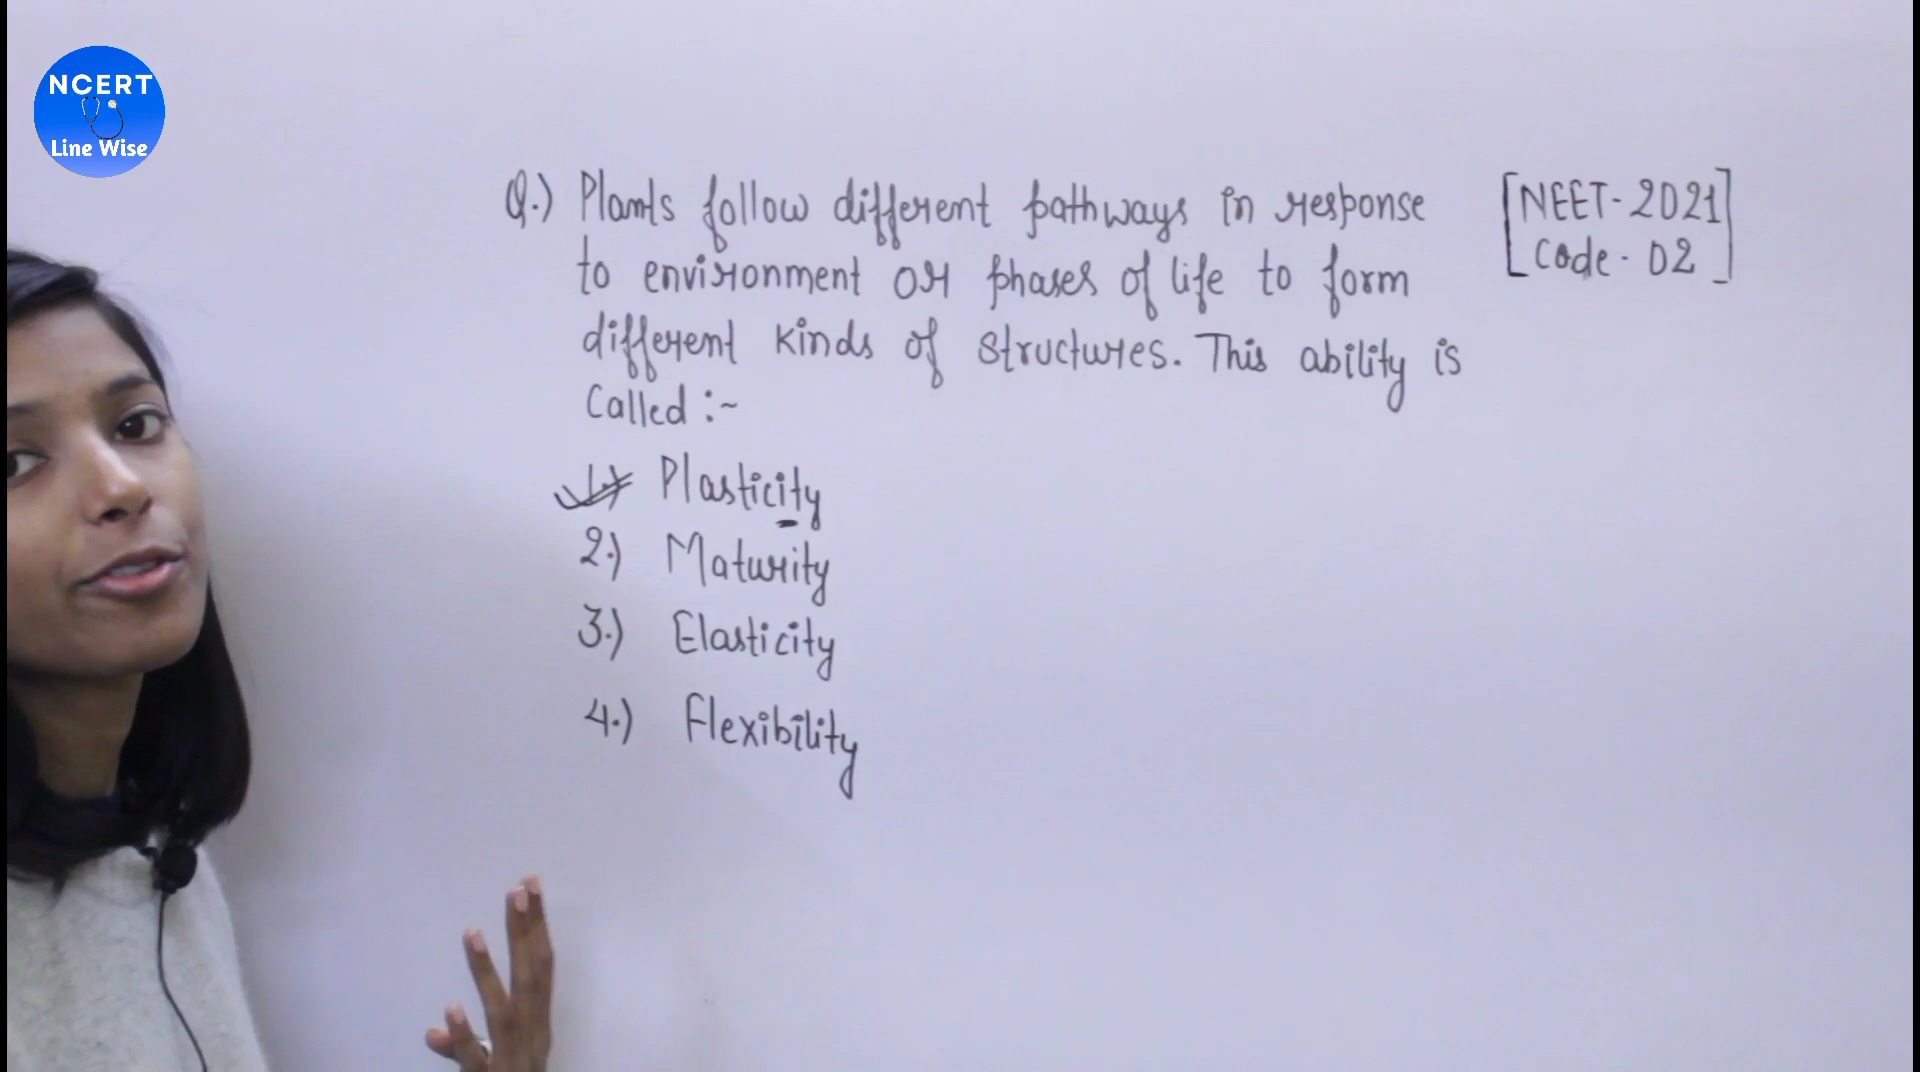 NCERT
Line Wise
Q.) Plants follow different pathways in response
to environment or phases of life to form
different kinds of structures. This ability is
Called :~
[NEET-2021]
[Code - 02]
1.) Plasticity
2.) Maturity
3.) Elasticity
4.) Flexibility